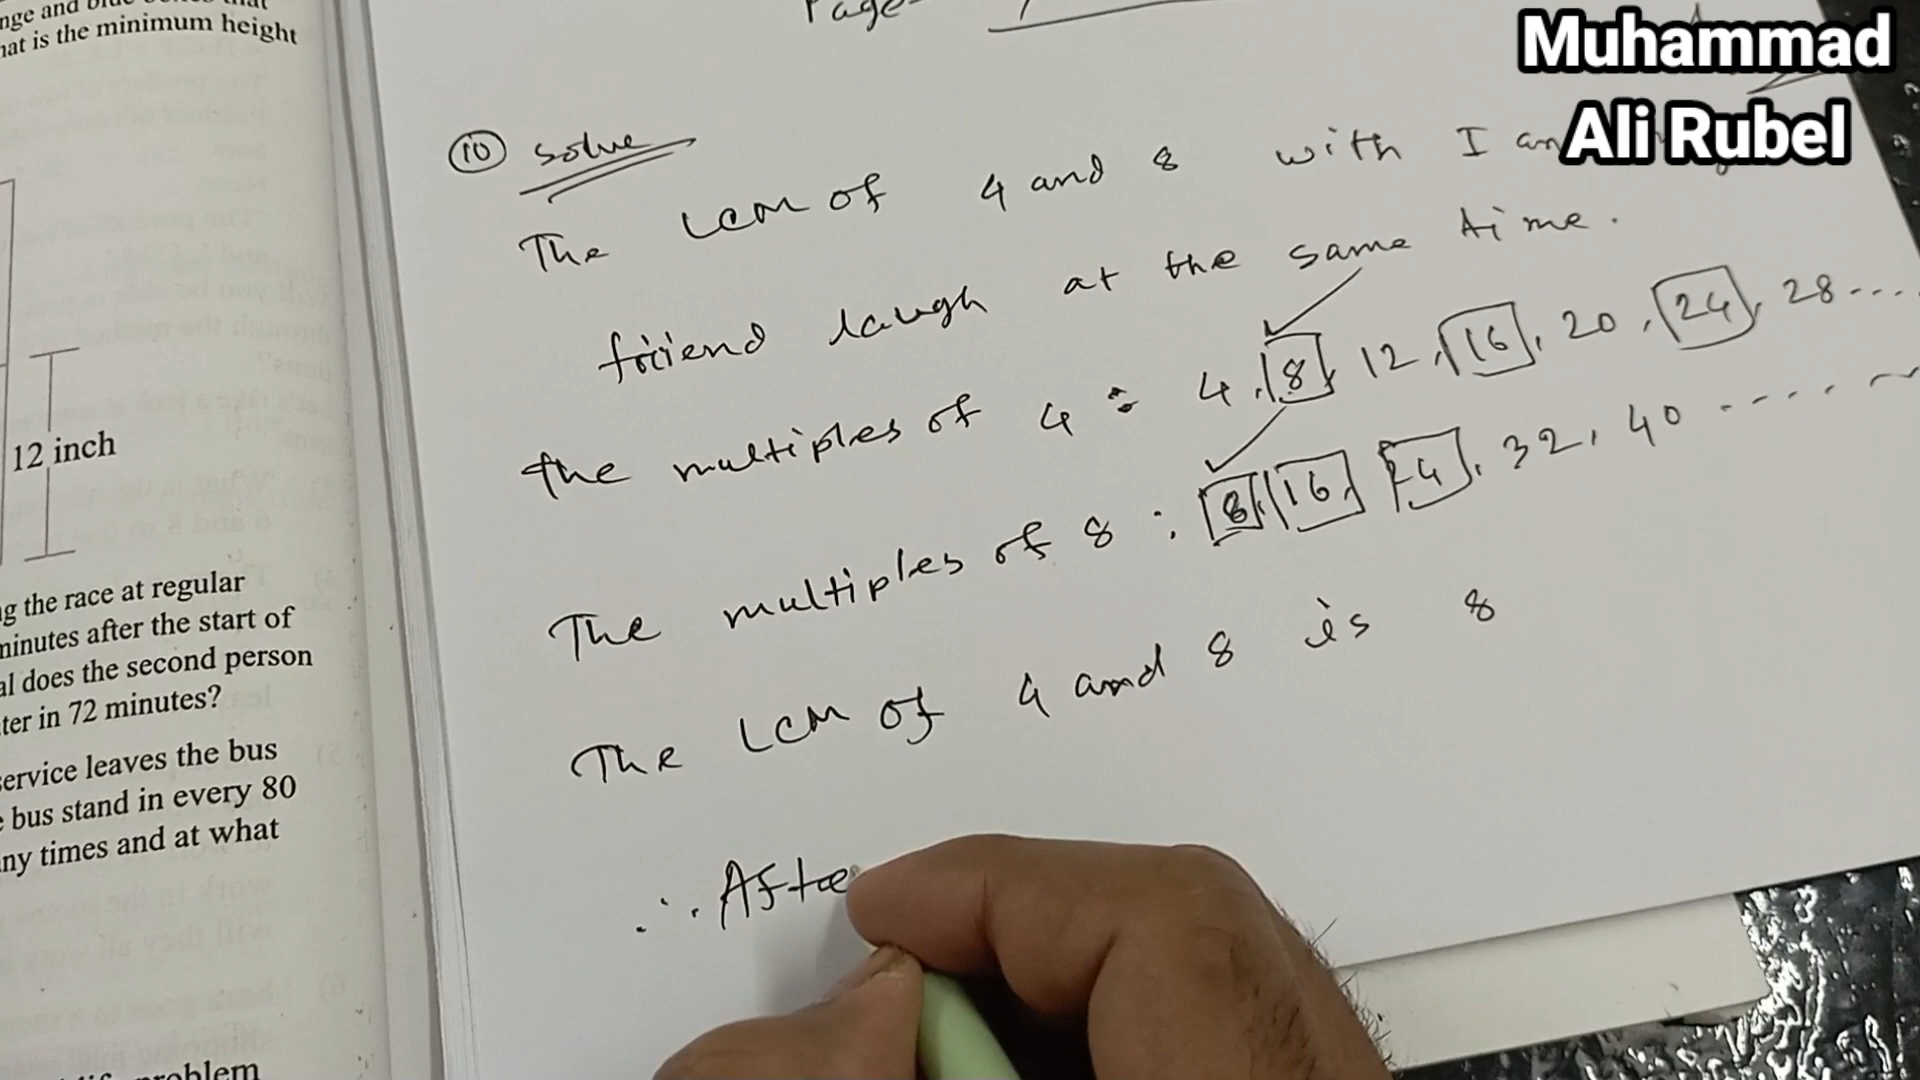 nge and
hat is the minimum height
12 inch
g the race at regular
minutes after the start of
al does the second person
ter in 72 minutes?
service leaves the bus
bus stand in every 80
ny times and at what
problem
Page
Muhammad
Ali Rubel
10 solve
The LCM of 4 and 8 with I an
friend laugh at the same time.
the multiples of 4 : 4, 8, 12, 16, 20, 24, 28....
The multiples of 8 : 8, 16, 24, 32, 40 .....
The LCM of 4 and 8 is 8
∴ Afte